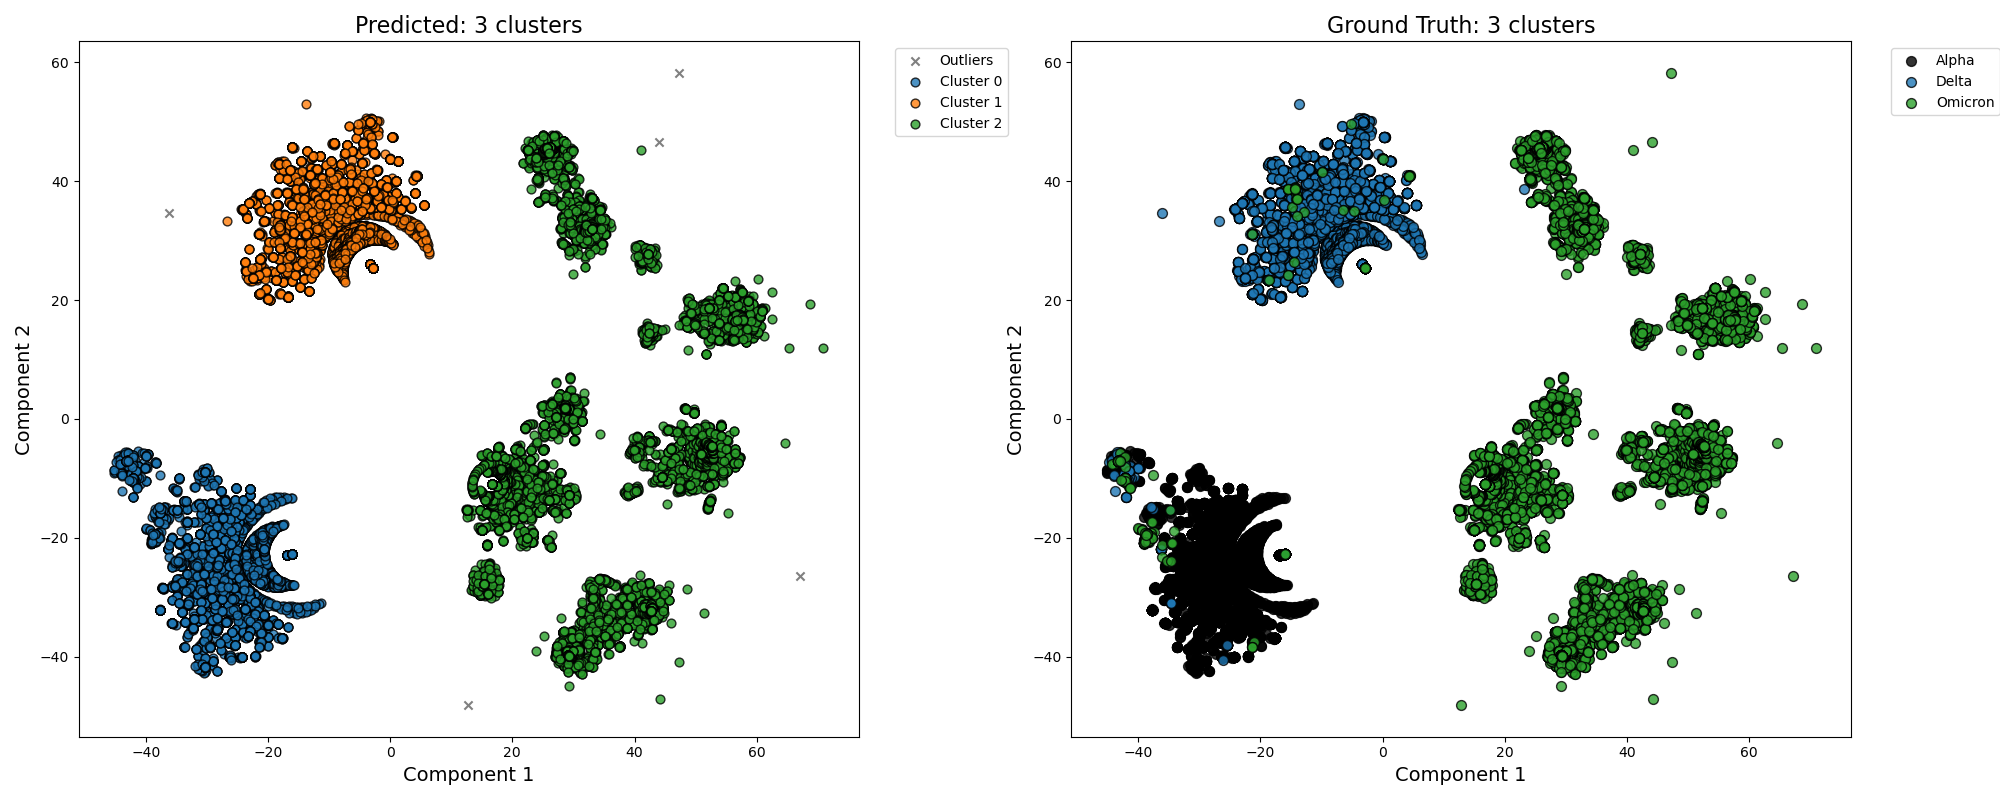 Predicted: 3 clusters
60
40
20
0
−20
−40
−40
−20
0
20
40
60
Component 1
Component 2
Outliers
Cluster 0
Cluster 1
Cluster 2
Ground Truth: 3 clusters
60
40
20
0
−20
−40
−40
−20
0
20
40
60
Component 1
Component 2
Alpha
Delta
Omicron